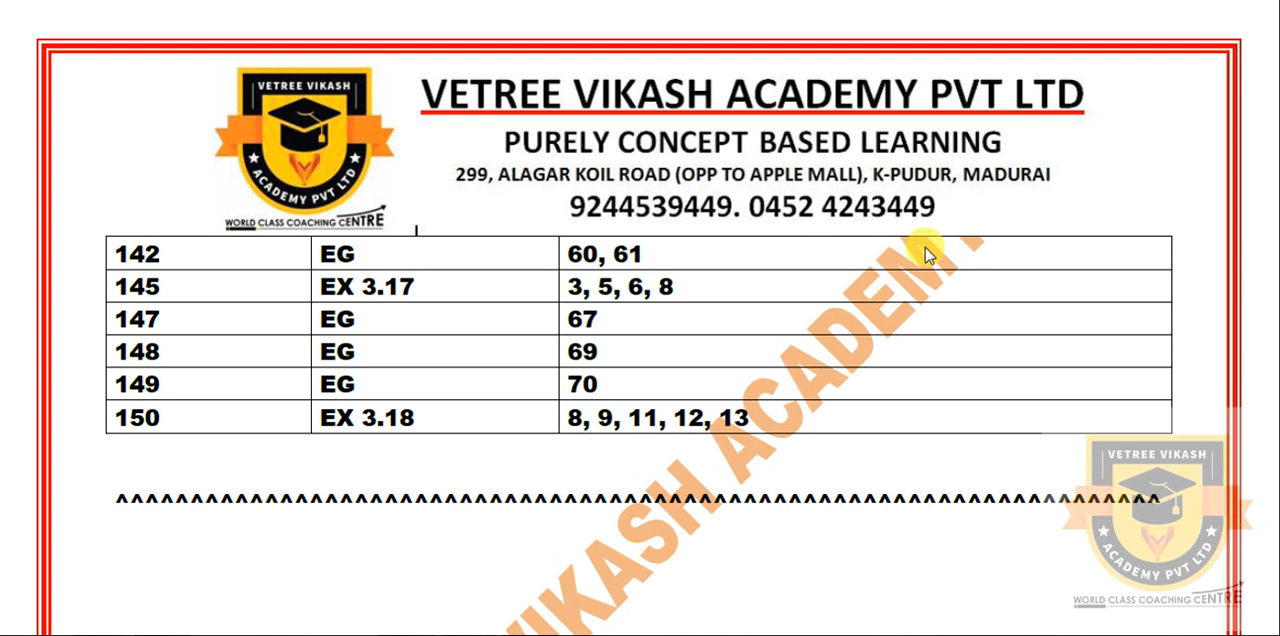 VETREE VIKASH
ACADEMY PVT LTD
WORLD CLASS COACHING CENTRE
VETREE VIKASH ACADEMY PVT LTD
PURELY CONCEPT BASED LEARNING
299, ALAGAR KOIL ROAD (OPP TO APPLE MALL), K-PUDUR, MADURAI
9244539449. 0452 4243449
142 EG 60, 61
145 EX 3.17 3, 5, 6, 8
147 EG 67
148 EG 69
149 EG 70
150 EX 3.18 8, 9, 11, 12, 13
^^^^^^^^^^^^^^^^^^^^^^^^^^^^^^^^^^^^^^^^^^^^^^^^^^^^^^^^^^^^^^^^^^^^^^
VIKASH ACADEMY
VETREE VIKASH
ACADEMY PVT LTD
WORLD CLASS COACHING CENTRE